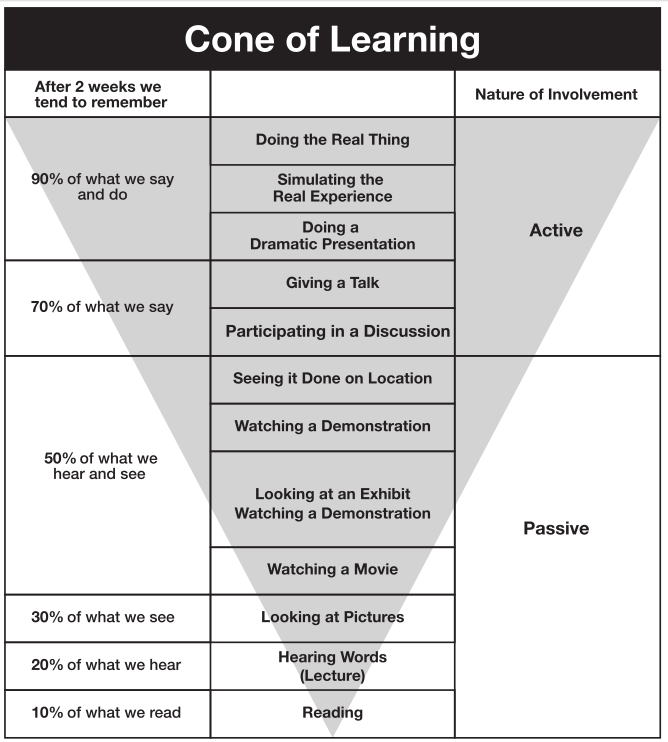 Cone of Learning
After 2 weeks we
tend to remember
Nature of Involvement
90% of what we say
and do
Doing the Real Thing
Simulating the
Real Experience
Doing a
Dramatic Presentation
Active
70% of what we say
Giving a Talk
Participating in a Discussion
50% of what we
hear and see
Seeing it Done on Location
Watching a Demonstration
Looking at an Exhibit
Watching a Demonstration
Watching a Movie
Passive
30% of what we see
Looking at Pictures
20% of what we hear
Hearing Words
(Lecture)
10% of what we read
Reading